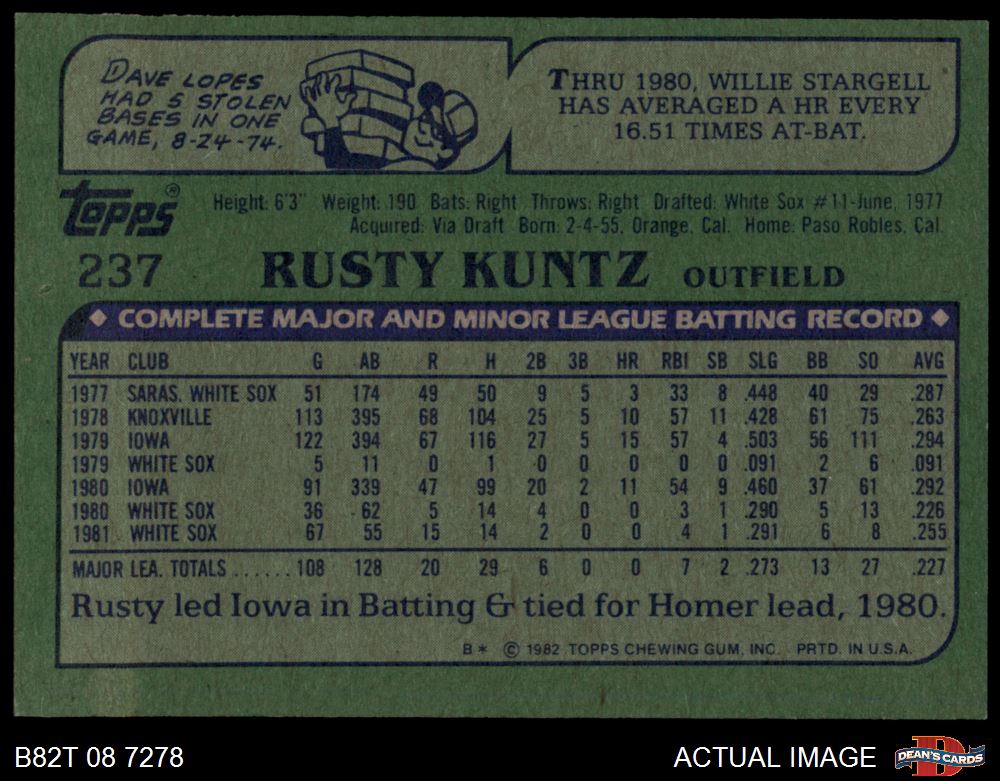 DAVE LOPES
HAD 5 STOLEN
BASES IN ONE
GAME, 8-24-74.
THRU 1980, WILLIE STARGELL
HAS AVERAGED A HR EVERY
16.51 TIMES AT-BAT.
Topps®
Height: 6'3" Weight: 190 Bats: Right Throws: Right Drafted: White Sox #11-June, 1977
Acquired: Via Draft Born: 2-4-55, Orange, Cal. Home: Paso Robles, Cal.
237 RUSTY KUNTZ OUTFIELD
◆ COMPLETE MAJOR AND MINOR LEAGUE BATTING RECORD ◆
YEAR CLUB G AB R H 2B 3B HR RBI SB SLG BB SO AVG
1977 SARAS. WHITE SOX 51 174 49 50 9 5 3 33 8 .448 40 29 .287
1978 KNOXVILLE 113 395 68 104 25 5 10 57 11 .428 61 75 .263
1979 IOWA 122 394 67 116 27 5 15 57 4 .503 56 111 .294
1979 WHITE SOX 5 11 0 1 0 0 0 0 0 .091 2 6 .091
1980 IOWA 91 339 47 99 20 2 11 54 9 .460 37 61 .292
1980 WHITE SOX 36 62 5 14 4 0 0 3 1 .290 5 13 .226
1981 WHITE SOX 67 55 15 14 2 0 0 4 1 .291 6 8 .255
MAJOR LEA. TOTALS ...... 108 128 20 29 6 0 0 7 2 .273 13 27 .227
Rusty led Iowa in Batting & tied for Homer lead, 1980.
B* © 1982 TOPPS CHEWING GUM, INC. PRTD. IN U.S.A.
B82T 08 7278
ACTUAL IMAGE
D
DEAN'S CARDS